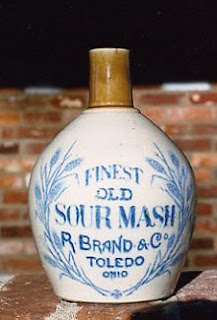 FINEST
OLD
SOUR MASH
R. BRAND & Co.
TOLEDO
OHIO